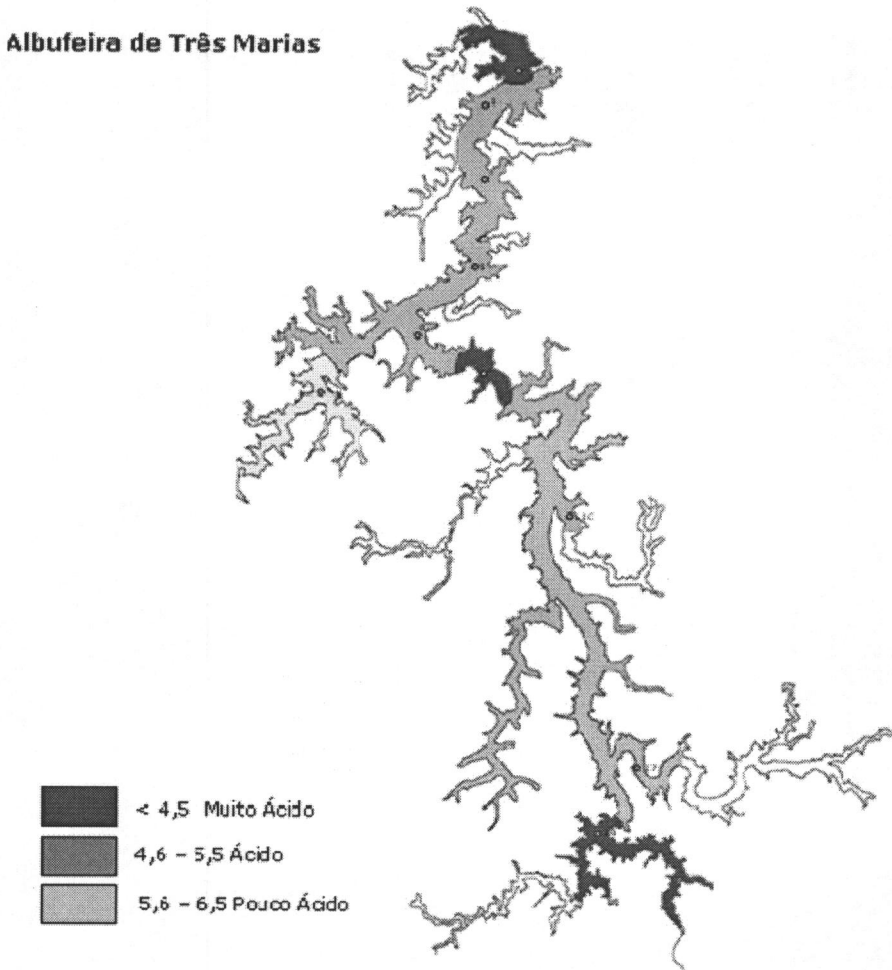 Albufeira de Três Marias
< 4,5 Muito Ácido
4,6 – 5,5 Ácido
5,6 – 6,5 Pouco Ácido